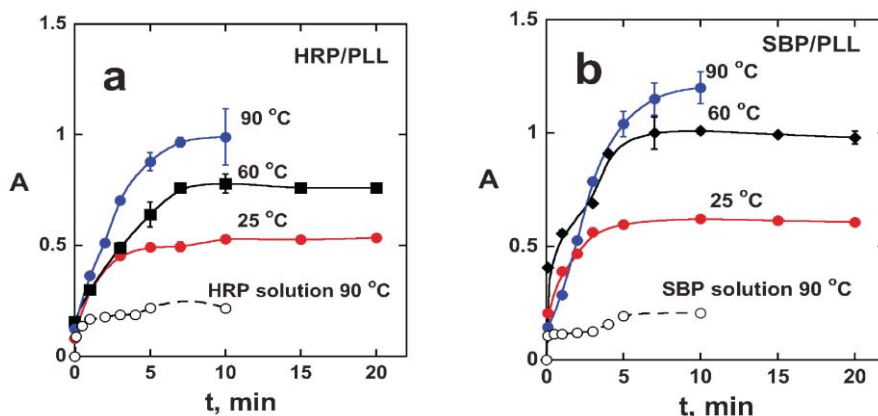 1.5
HRP/PLL
a
90 °C
1
60 °C
A
25 °C
0.5
HRP solution 90 °C
0
0 5 10 15 20
t, min
1.5
SBP/PLL
b
90 °C
60 °C
1
A
25 °C
0.5
SBP solution 90 °C
0
0 5 10 15 20
t, min